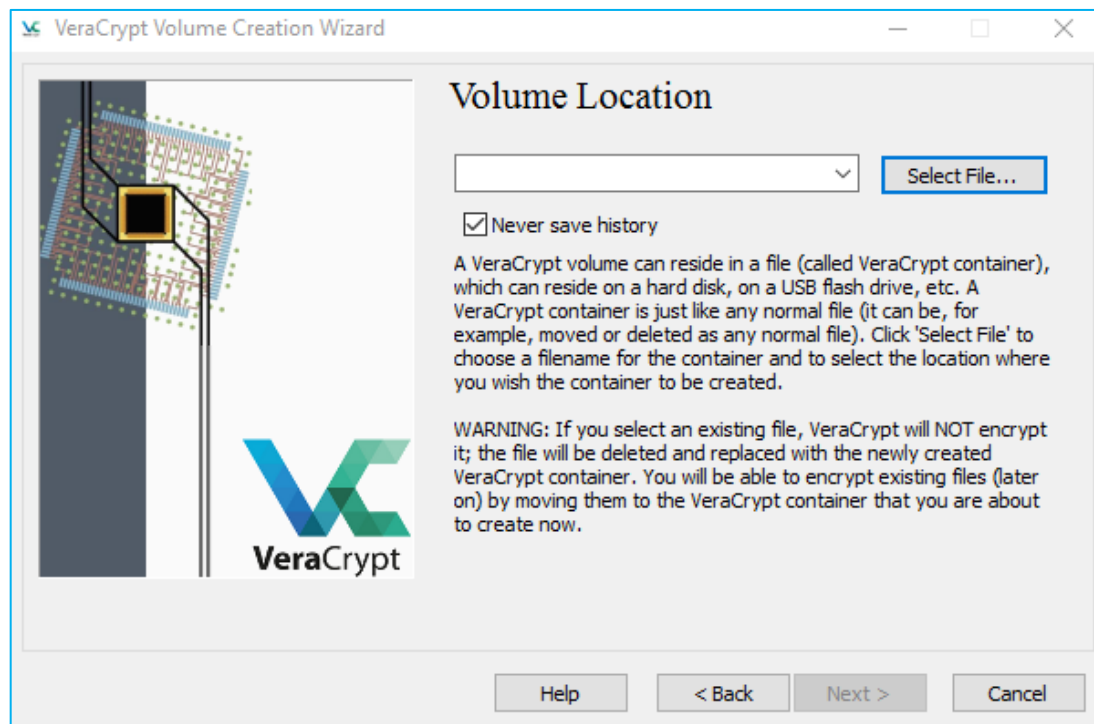 VeraCrypt Volume Creation Wizard
Volume Location
Select File...
Never save history
A VeraCrypt volume can reside in a file (called VeraCrypt container),
which can reside on a hard disk, on a USB flash drive, etc. A
VeraCrypt container is just like any normal file (it can be, for
example, moved or deleted as any normal file). Click 'Select File' to
choose a filename for the container and to select the location where
you wish the container to be created.
WARNING: If you select an existing file, VeraCrypt will NOT encrypt
it; the file will be deleted and replaced with the newly created
VeraCrypt container. You will be able to encrypt existing files (later
on) by moving them to the VeraCrypt container that you are about
to create now.
VeraCrypt
Help
< Back
Next >
Cancel